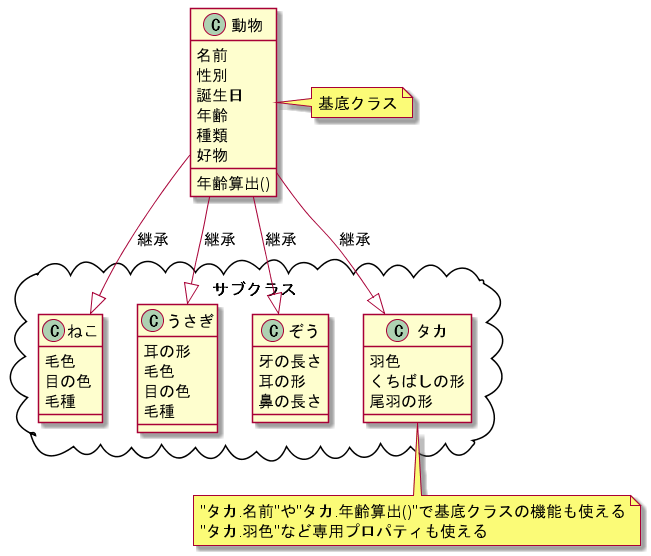 C 動物
名前
性別
誕生日
年齢
種類
好物
年齢算出()
基底クラス
継承
継承
継承
継承
サブクラス
C ねこ
毛色
目の色
毛種
C うさぎ
耳の形
毛色
目の色
毛種
C ぞう
牙の長さ
耳の形
鼻の長さ
C タカ
羽色
くちばしの形
尾羽の形
"タカ.名前"や"タカ.年齢算出()"で基底クラスの機能も使える
"タカ.羽色"など専用プロパティも使える